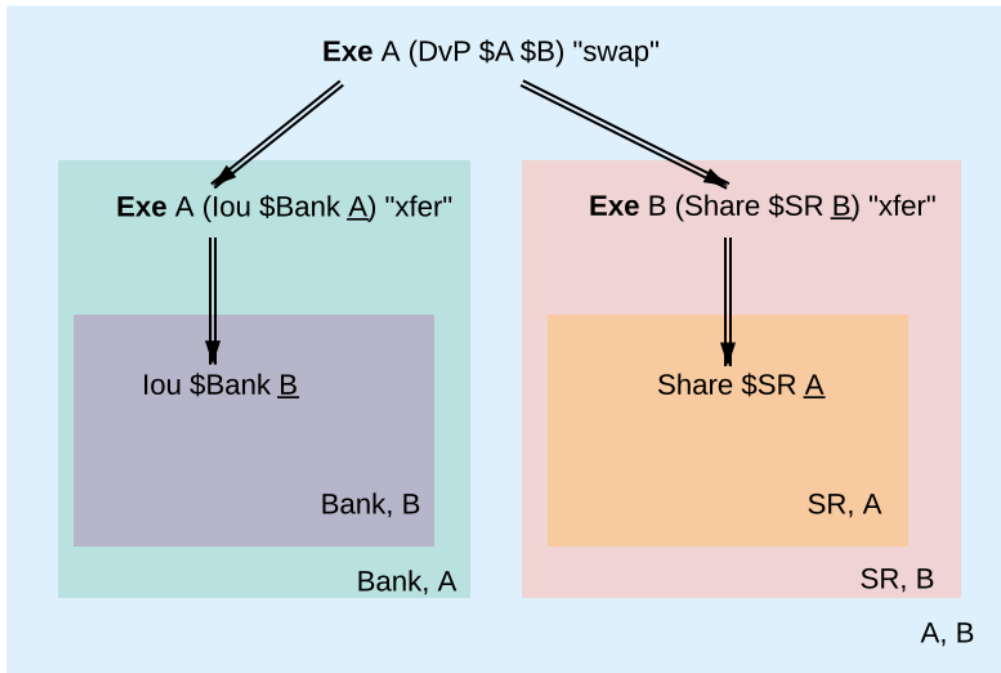 Exe A (DvP $A $B) "swap"
Exe A (Iou $Bank A) "xfer"
Exe B (Share $SR B) "xfer"
Iou $Bank B
Share $SR A
Bank, B
SR, A
Bank, A
SR, B
A, B